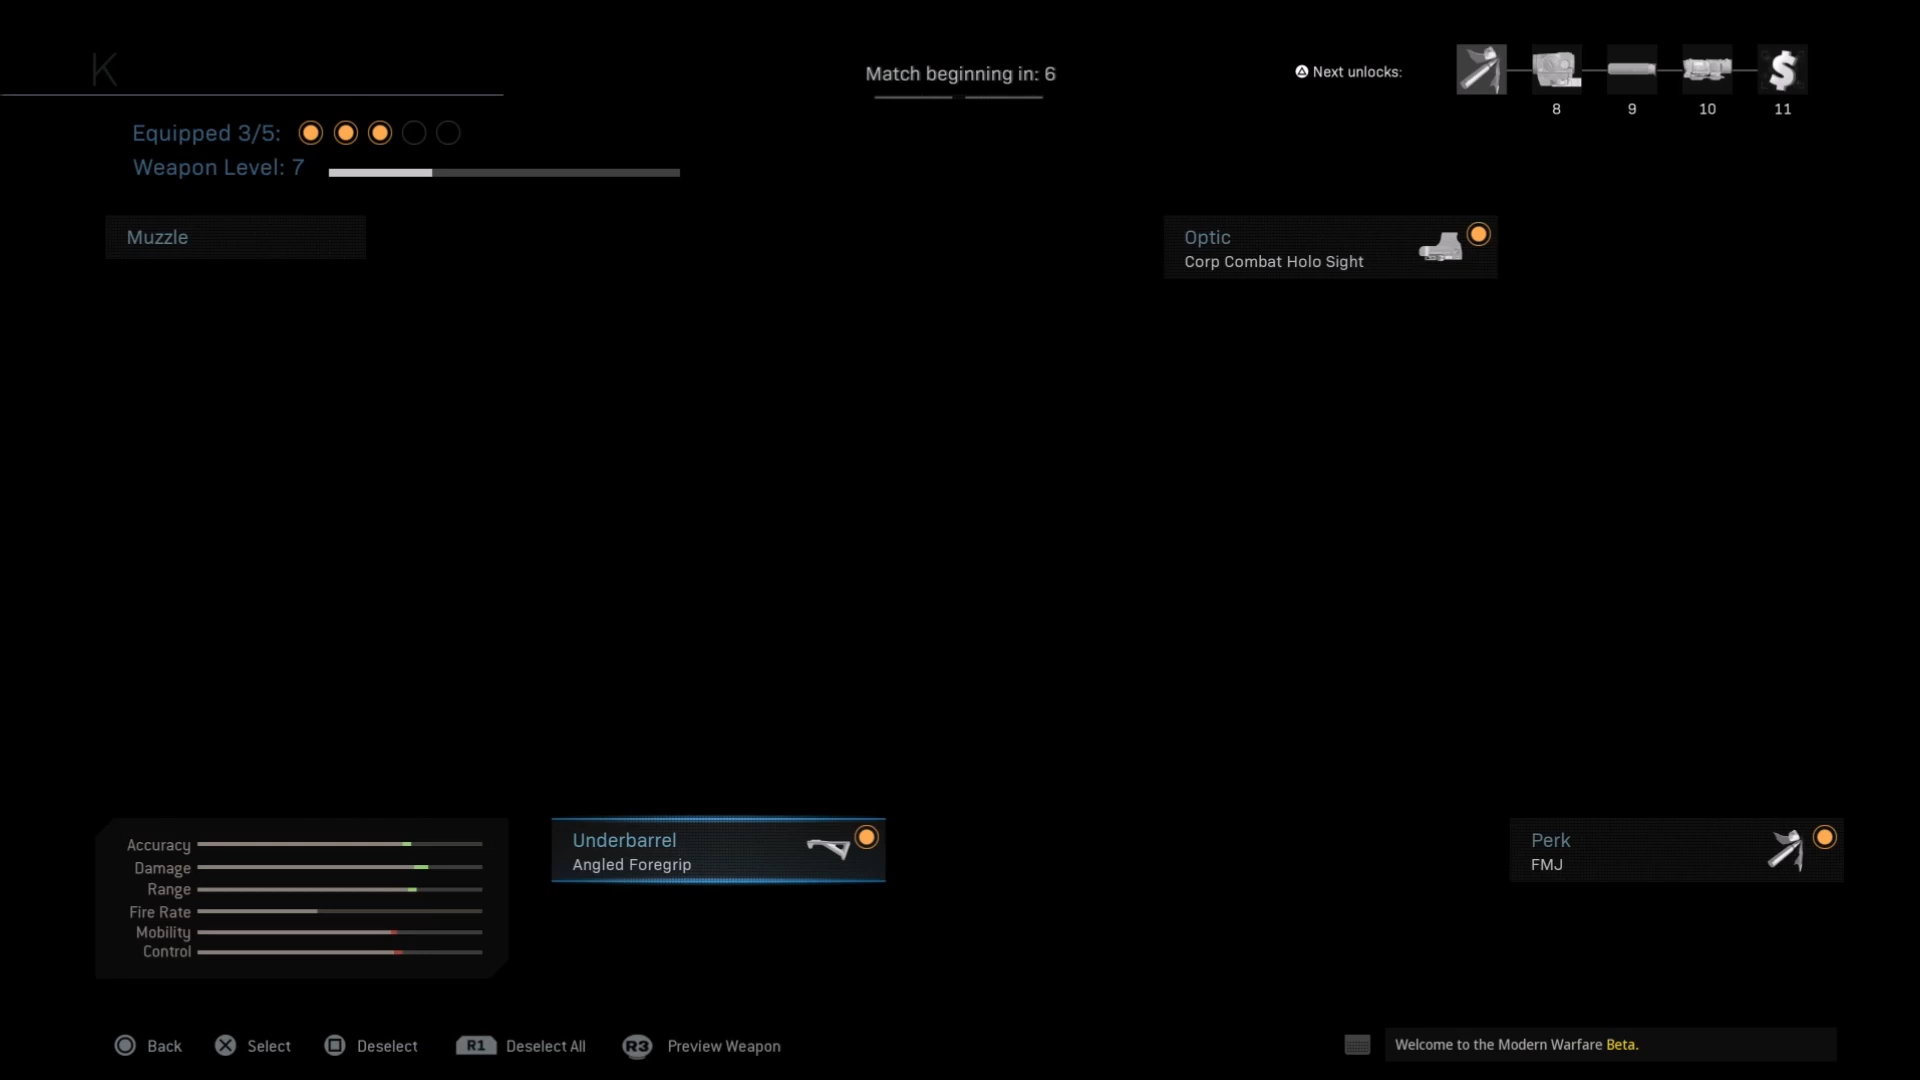 K
Match beginning in: 6
Next unlocks:
8
9
10
11
Equipped 3/5:
Weapon Level: 7
Muzzle
Optic
Corp Combat Holo Sight
Accuracy
Damage
Range
Fire Rate
Mobility
Control
Underbarrel
Angled Foregrip
Perk
FMJ
Back
Select
Deselect
R1 Deselect All
R3 Preview Weapon
Welcome to the Modern Warfare Beta.